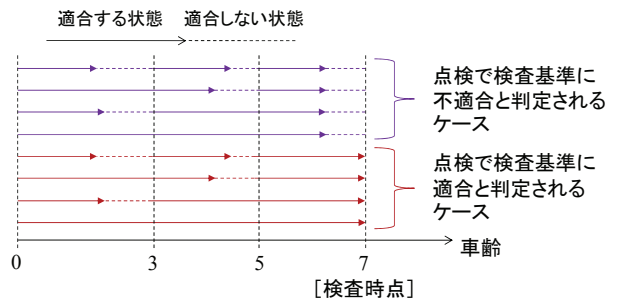 適合する状態 適合しない状態
点検で検査基準に
不適合と判定される
ケース
点検で検査基準に
適合と判定される
ケース
車齢
0 3 5 7
[検査時点]